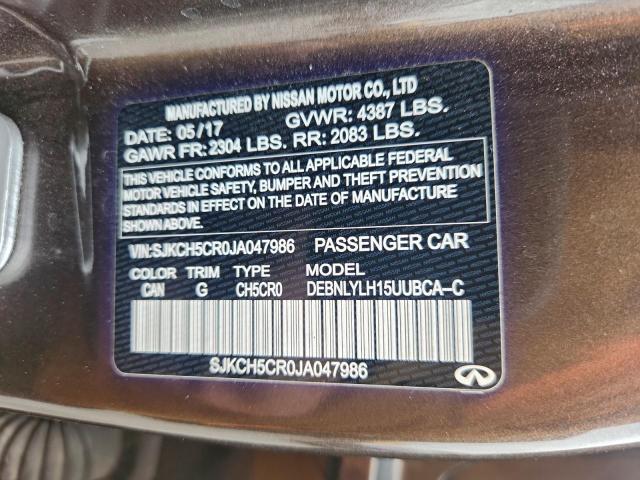 MANUFACTURED BY NISSAN MOTOR CO., LTD
DATE: 05/17 GVWR: 4387 LBS.
GAWR FR: 2304 LBS. RR: 2083 LBS.
THIS VEHICLE CONFORMS TO ALL APPLICABLE FEDERAL
MOTOR VEHICLE SAFETY, BUMPER AND THEFT PREVENTION
STANDARDS IN EFFECT ON THE DATE OF MANUFACTURE
SHOWN ABOVE.
VIN:SJKCH5CR0JA047986 PASSENGER CAR
COLOR TRIM TYPE MODEL
CAN G CH5CR0 DEBNLYLH15UUBCA–C
SJKCH5CR0JA047986